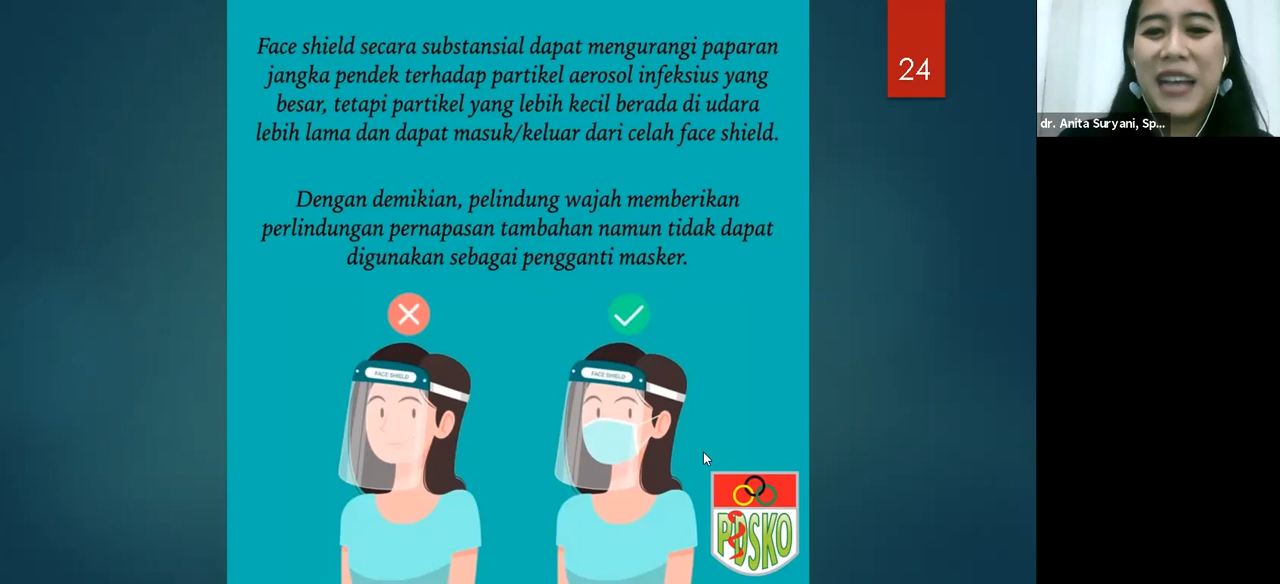 Face shield secara substansial dapat mengurangi paparan
jangka pendek terhadap partikel aerosol infeksius yang
besar, tetapi partikel yang lebih kecil berada di udara
lebih lama dan dapat masuk/keluar dari celah face shield.
Dengan demikian, pelindung wajah memberikan
perlindungan pernapasan tambahan namun tidak dapat
digunakan sebagai pengganti masker.
24
dr. Anita Suryani, Sp...
FACE SHIELD
FACE SHIELD
PDSKO